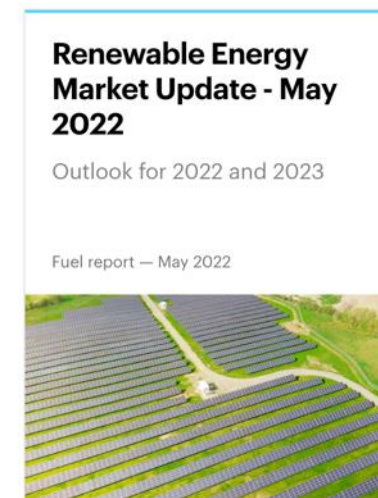 Renewable Energy
Market Update - May
2022
Outlook for 2022 and 2023
Fuel report — May 2022